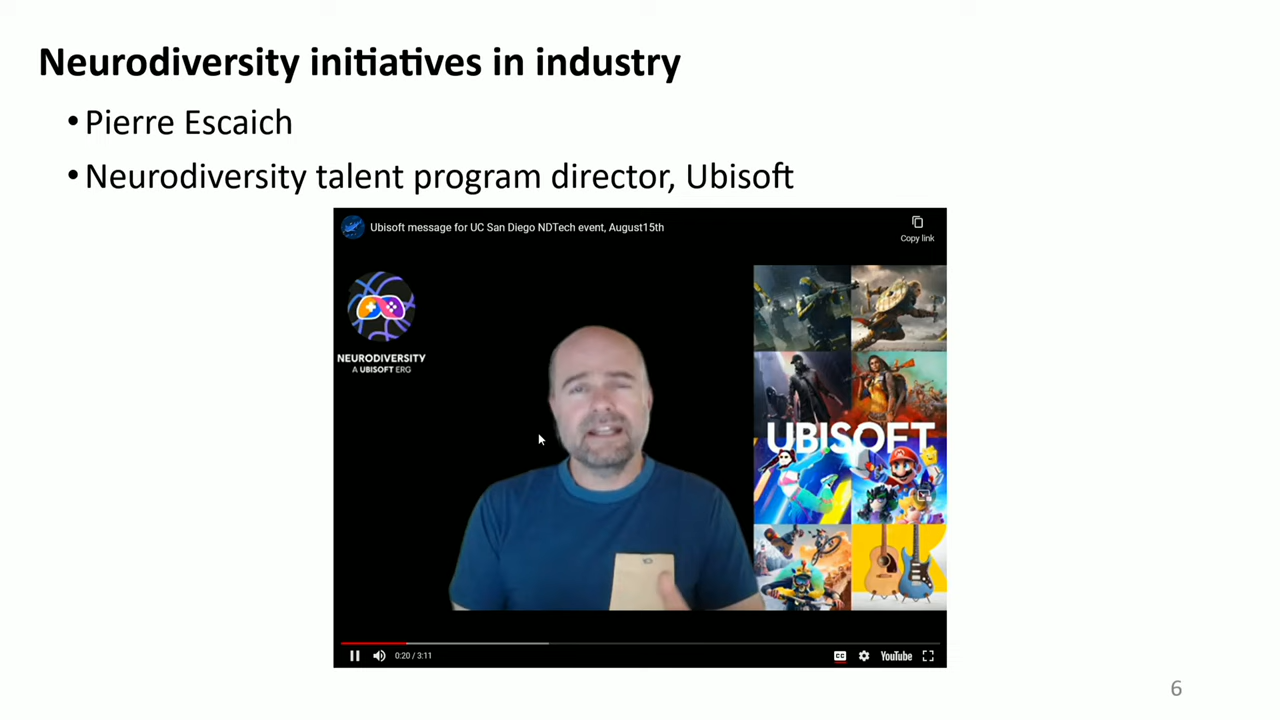 Neurodiversity initiatives in industry
• Pierre Escaich
• Neurodiversity talent program director, Ubisoft
Ubisoft message for UC San Diego NDTech event, August15th
Copy link
NEURODIVERSITY
A UBISOFT ERG
UBISOFT
0:20 / 3:11
CC
YouTube
6